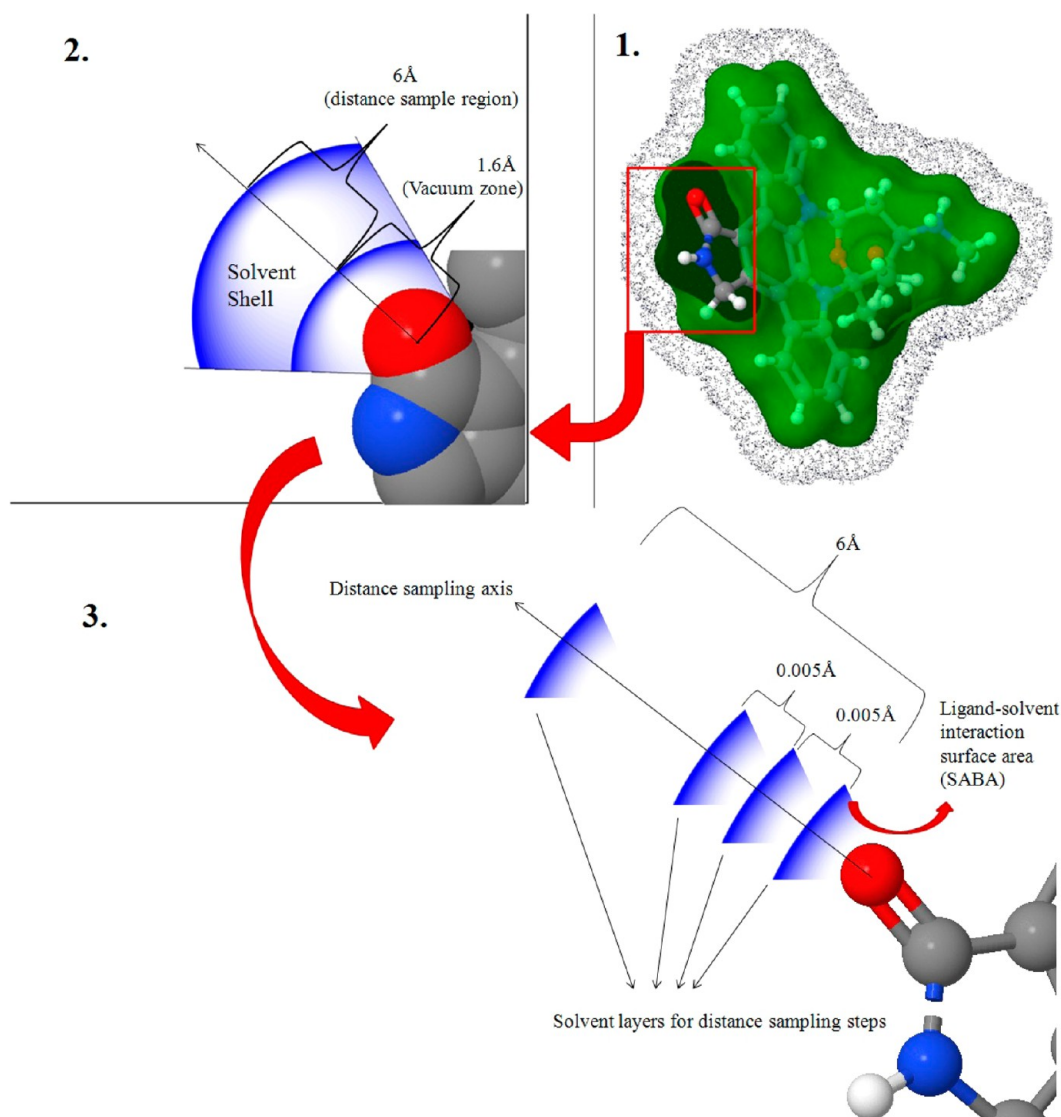 2.
1.
6Å
(distance sample region)
1.6Å
(Vacuum zone)
Solvent
Shell
3.
6Å
Distance sampling axis
0.005Å
0.005Å
Ligand-solvent
interaction
surface area
(SABA)
Solvent layers for distance sampling steps